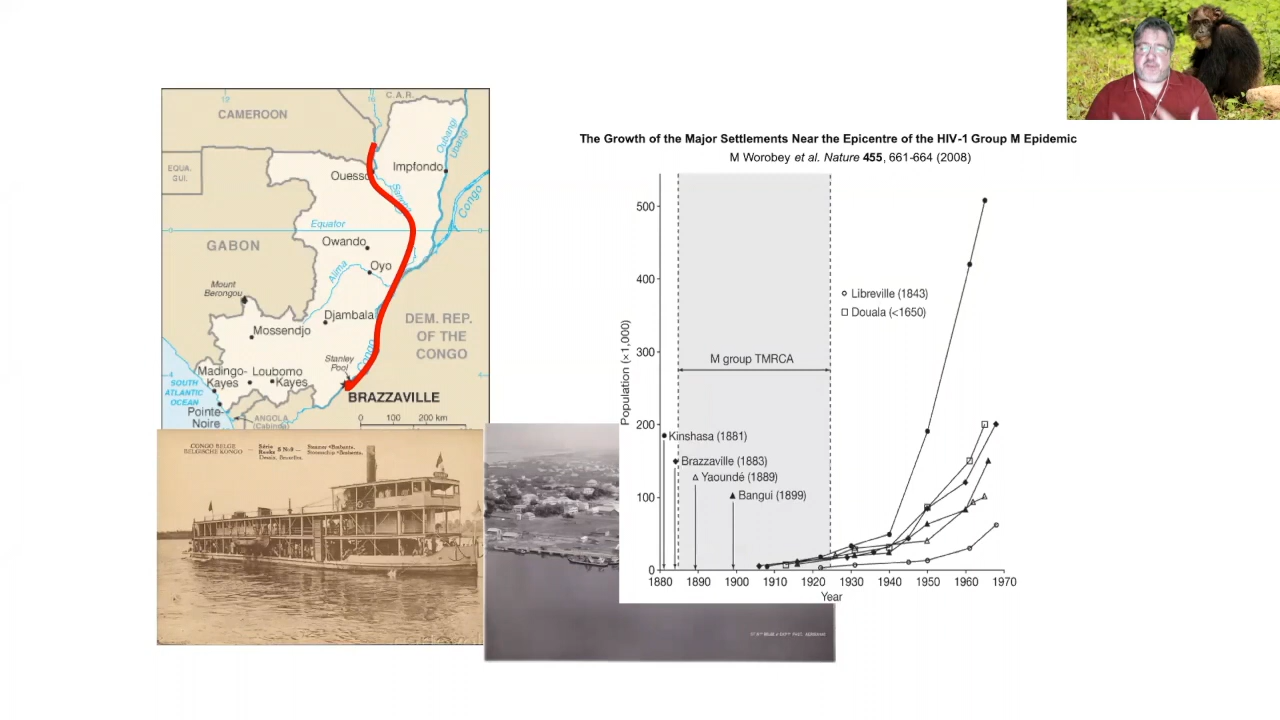 12
16
C.A.R.
CAMEROON
Oubangi
Ubangi
EQUA.
GUI.
Ouesso
Impfondo
Congo
Equator
Owando
GABON
Oyo
Alima
Mount
Berongou
Mossendjo
Djambala
DEM. REP.
OF THE
CONGO
Stanley
Pool
Congo
Madingo-
Kayes
Loubomo
Kayes
SOUTH
ATLANTIC
OCEAN
BRAZZAVILLE
Pointe-
Noire
ANGOLA
(Cabinda)
0 100 200 km
CONGO BELGE
BELGISCHE KONGO
The Growth of the Major Settlements Near the Epicentre of the HIV-1 Group M Epidemic
M Worobey et al. Nature 455, 661-664 (2008)
Population (×1,000)
500
400
300
200
100
0
Libreville (1843)
Douala (<1650)
M group TMRCA
Kinshasa (1881)
Brazzaville (1883)
Yaoundé (1889)
Bangui (1899)
1880 1890 1900 1910 1920 1930 1940 1950 1960 1970
Year